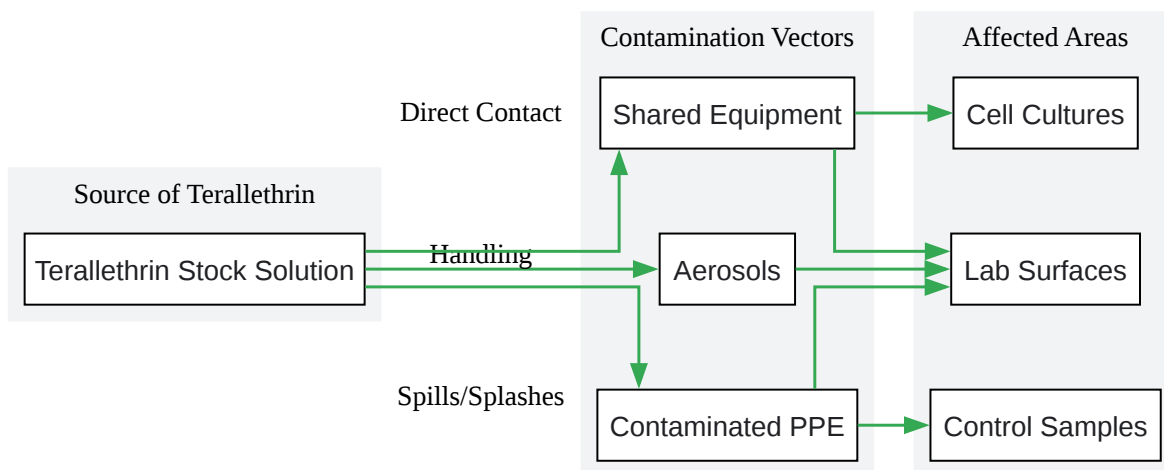 Contamination Vectors
Affected Areas
Direct Contact
Shared Equipment
Cell Cultures
Source of Terallethrin
Handling
Terallethrin Stock Solution
Aerosols
Lab Surfaces
Spills/Splashes
Contaminated PPE
Control Samples